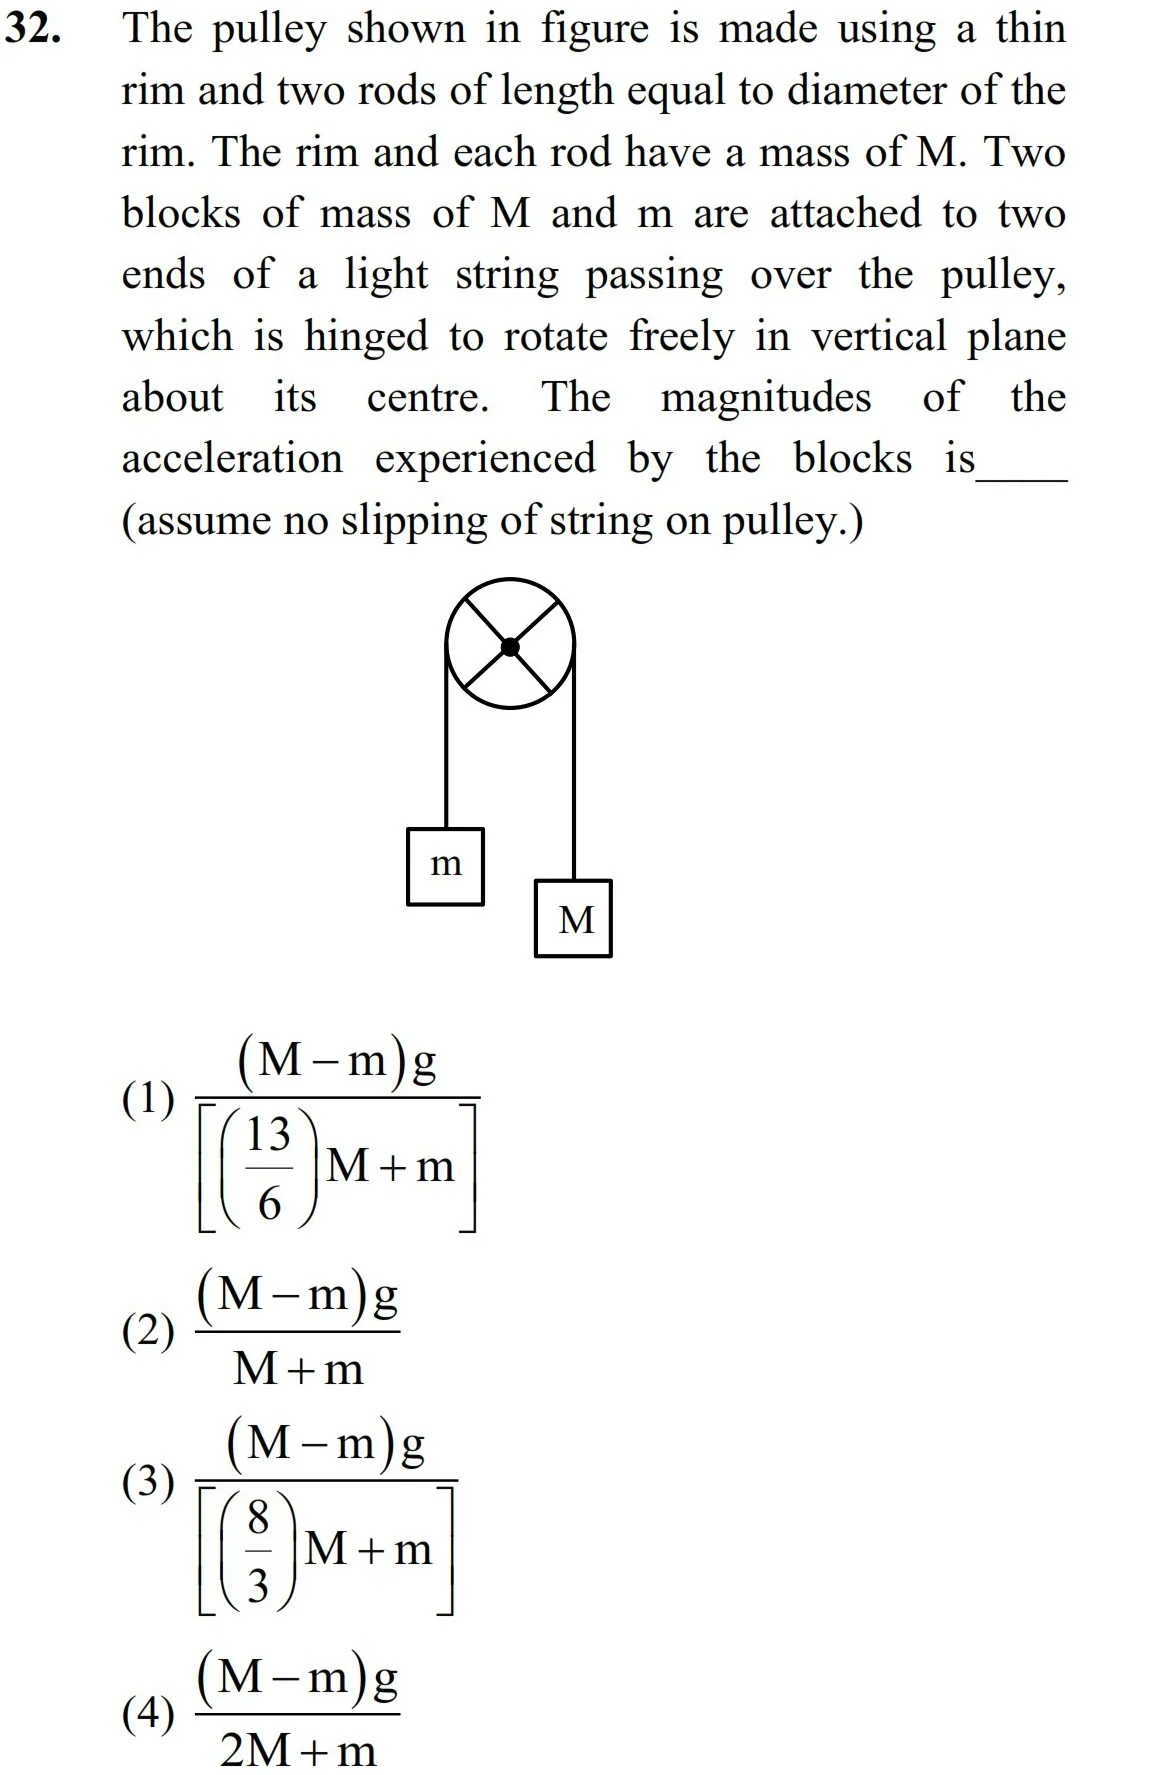 32. The pulley shown in figure is made using a thin
rim and two rods of length equal to diameter of the
rim. The rim and each rod have a mass of M. Two
blocks of mass of M and m are attached to two
ends of a light string passing over the pulley,
which is hinged to rotate freely in vertical plane
about its centre. The magnitudes of the
acceleration experienced by the blocks is____
(assume no slipping of string on pulley.)
m
M
(1) (M – m)g / [(13/6)M + m]
(2) (M – m)g / M + m
(3) (M – m)g / [(8/3)M + m]
(4) (M – m)g / 2M + m